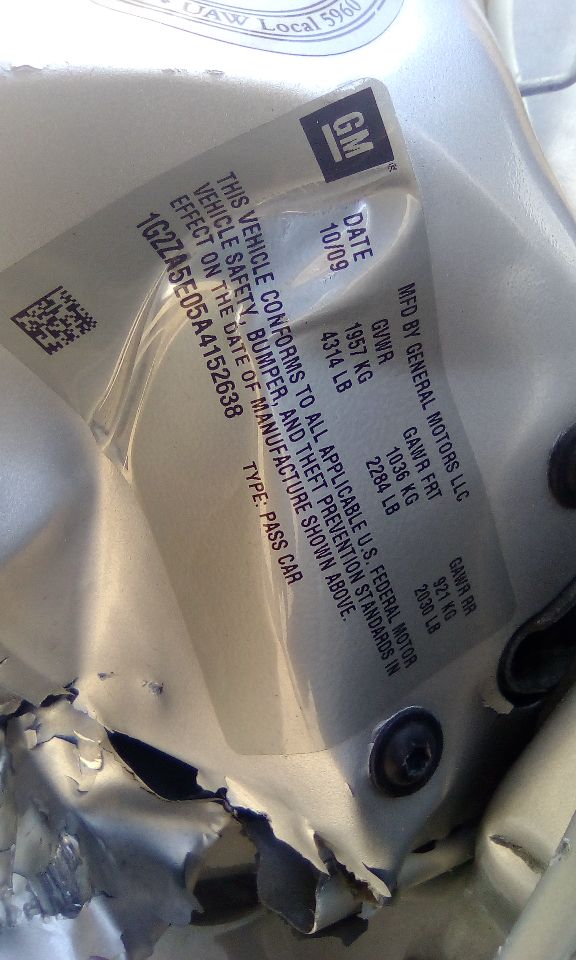 UAW Local 5960
GM
MFD BY GENERAL MOTORS LLC
DATE GVWR GAWR FRT GAWR RR
10/09 1957 KG 1036 KG 921 KG
4314 LB 2284 LB 2030 LB
THIS VEHICLE CONFORMS TO ALL APPLICABLE U.S. FEDERAL MOTOR
VEHICLE SAFETY, BUMPER, AND THEFT PREVENTION STANDARDS IN
EFFECT ON THE DATE OF MANUFACTURE SHOWN ABOVE.
1G2ZA5E05A4152638 TYPE: PASS CAR